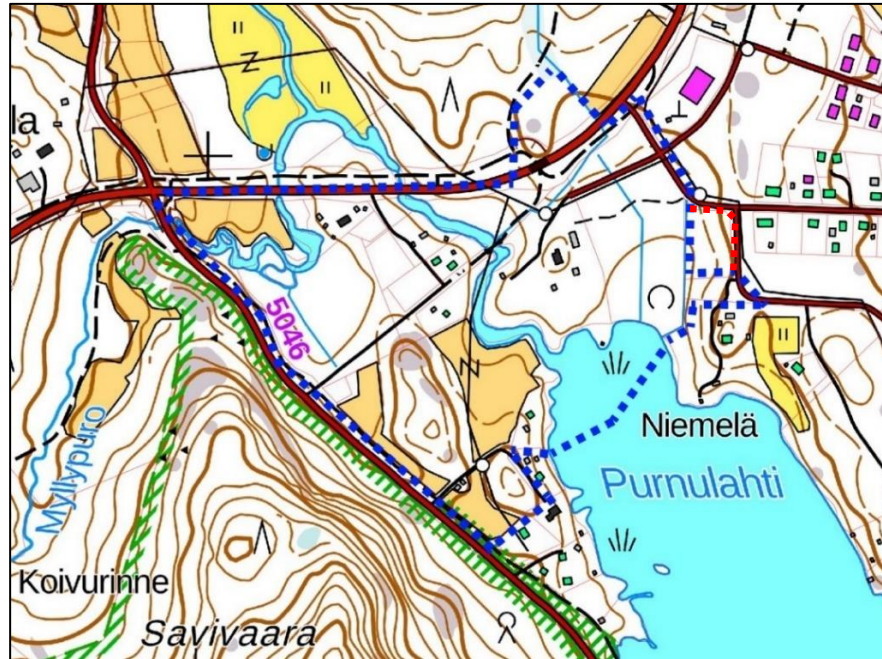 la
5046
Myllypuro
Niemelä
Purnulahti
Koivurinne
Savivaara